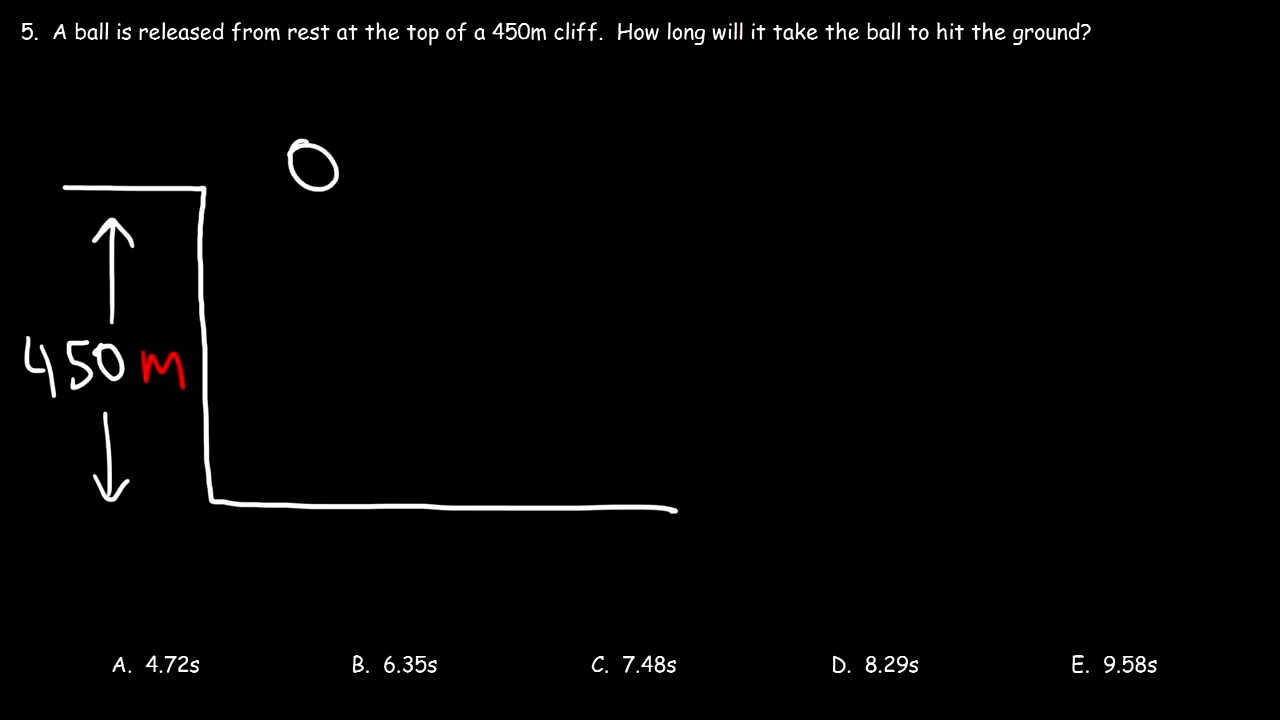 5. A ball is released from rest at the top of a 450m cliff. How long will it take the ball to hit the ground?
450 m
A. 4.72s B. 6.35s C. 7.48s D. 8.29s E. 9.58s